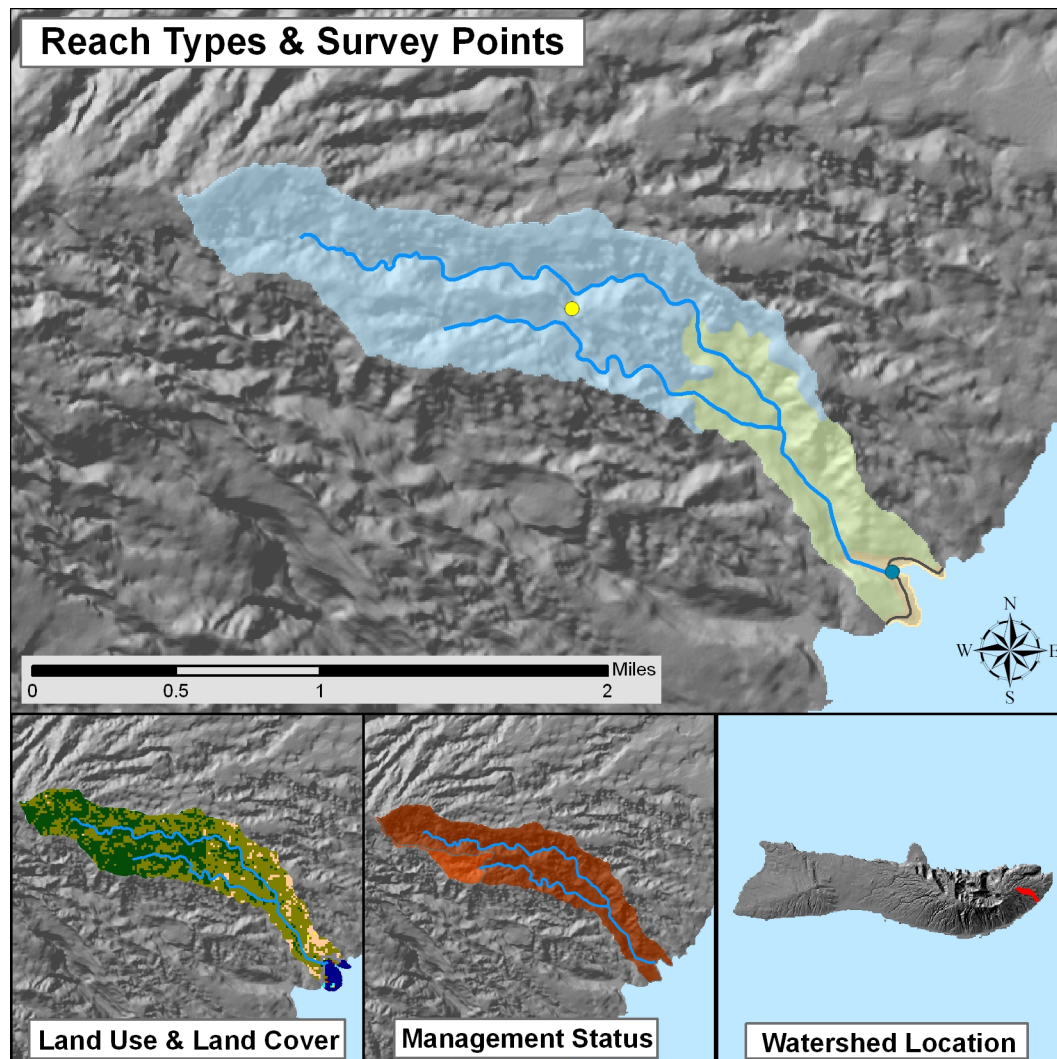 Reach Types & Survey Points
N
W E
S
Miles
0 0.5 1 2
Land Use & Land Cover
Management Status
Watershed Location